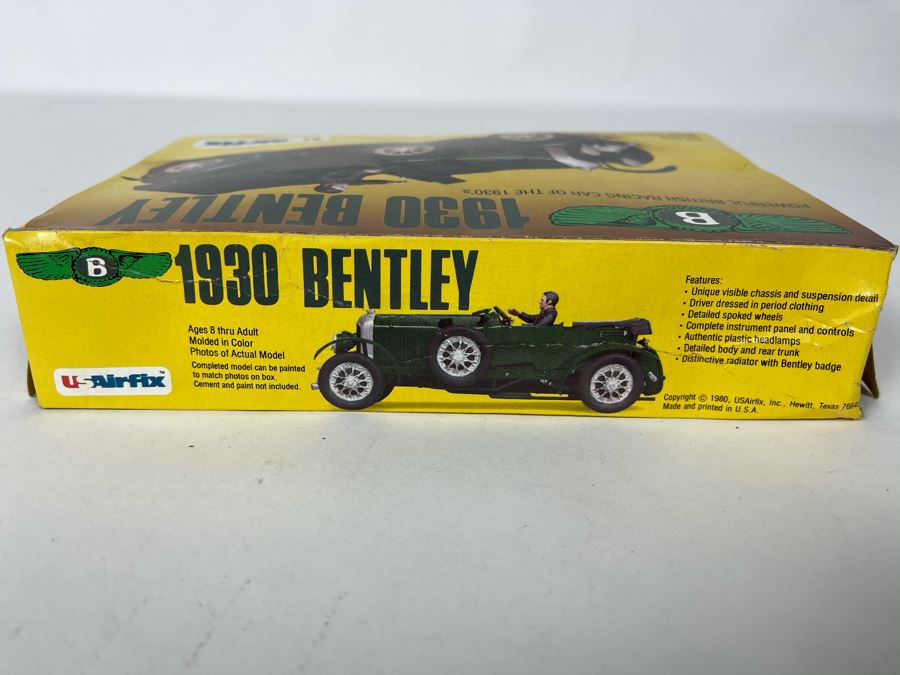 USAirfix
POWERFUL BRITISH RACING CAR OF THE 1930's
1930 BENTLEY
B
B
1930 BENTLEY
Ages 8 thru Adult
Molded in Color
Photos of Actual Model
Completed model can be painted
to match photos on box.
Cement and paint not included.
USAirfix™
Features:
• Unique visible chassis and suspension detail
• Driver dressed in period clothing
• Detailed spoked wheels
• Complete instrument panel and controls
• Authentic plastic headlamps
• Detailed body and rear trunk
• Distinctive radiator with Bentley badge
Copyright © 1980, USAirfix, Inc., Hewitt, Texas
Made and printed in U.S.A.